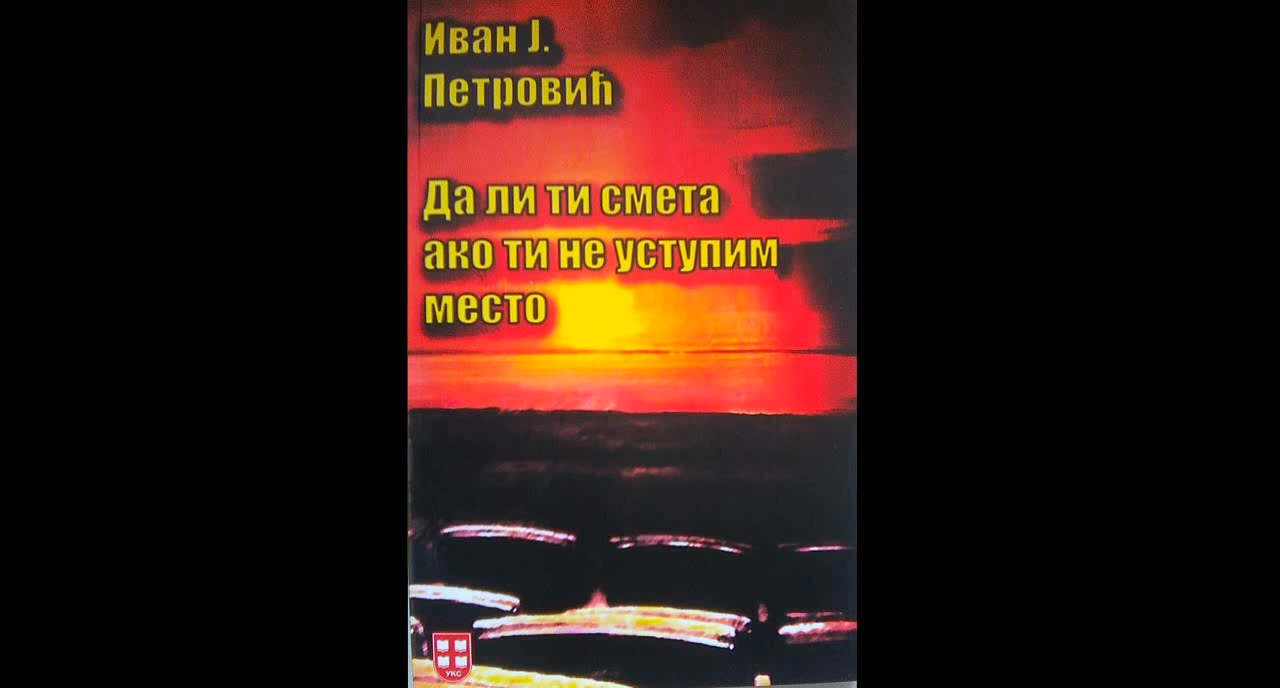 Иван Ј.
Петровић
Да ли ти смета
ако ти не уступим
место
УКС